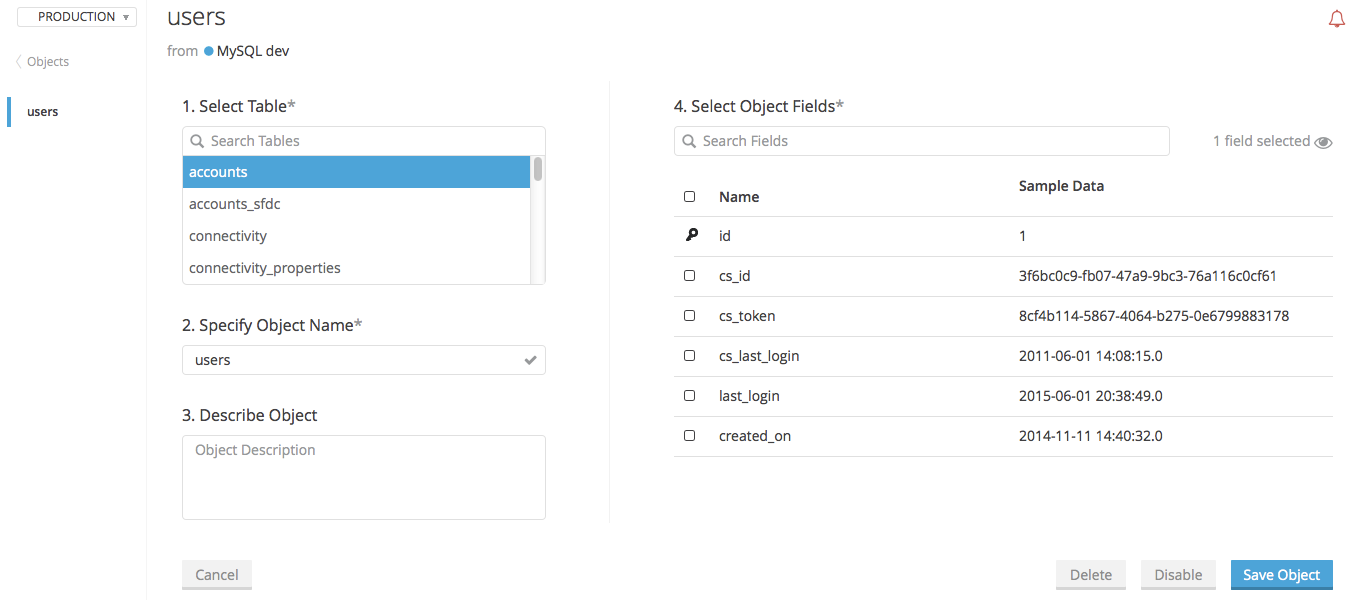 PRODUCTION
Objects
users
users
from MySQL dev
1. Select Table*
Search Tables
accounts
accounts_sfdc
connectivity
connectivity_properties
2. Specify Object Name*
users
3. Describe Object
Object Description
4. Select Object Fields*
Search Fields
1 field selected
Name Sample Data
id 1
cs_id 3f6bc0c9-fb07-47a9-9bc3-76a116c0cf61
cs_token 8cf4b114-5867-4064-b275-0e6799883178
cs_last_login 2011-06-01 14:08:15.0
last_login 2015-06-01 20:38:49.0
created_on 2014-11-11 14:40:32.0
Cancel Delete Disable Save Object